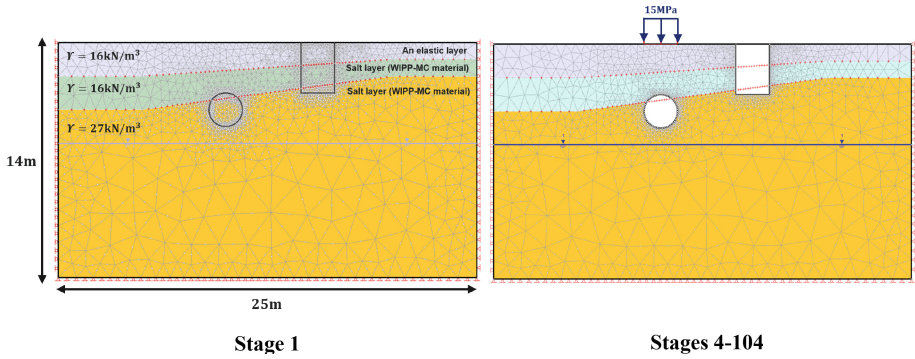 15MPa
ϒ = 16kN/m³
An elastic layer
Salt layer (WIPP-MC material)
ϒ = 16kN/m³
Salt layer (WIPP-MC material)
ϒ = 27kN/m³
14m
25m
Stage 1
Stages 4-104